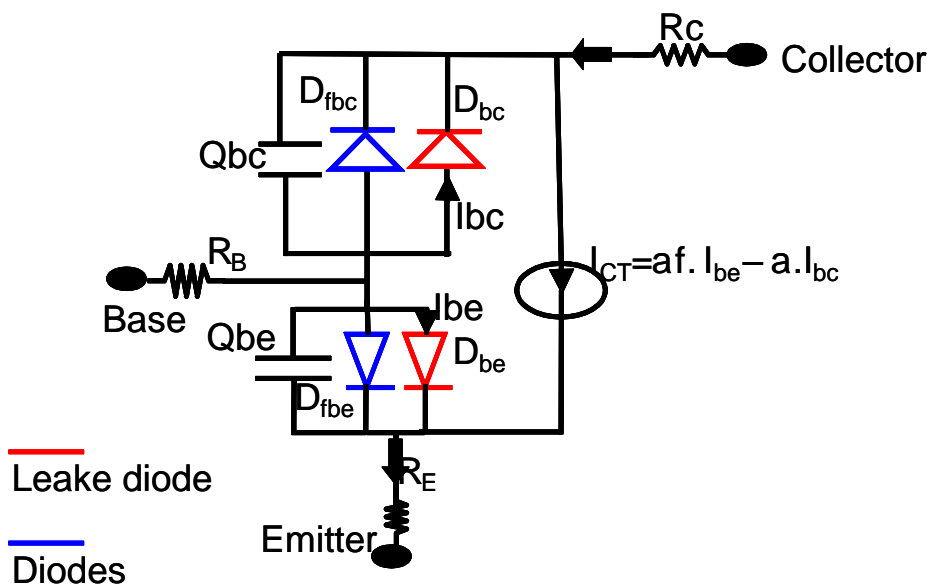 Rc
Collector
Dfbc
Dbc
Qbc
Ibc
RB
ICT=af. Ibe– a.Ibc
Base
Ibe
Qbe
Dbe
Dfbe
RE
Leake diode
Emitter
Diodes